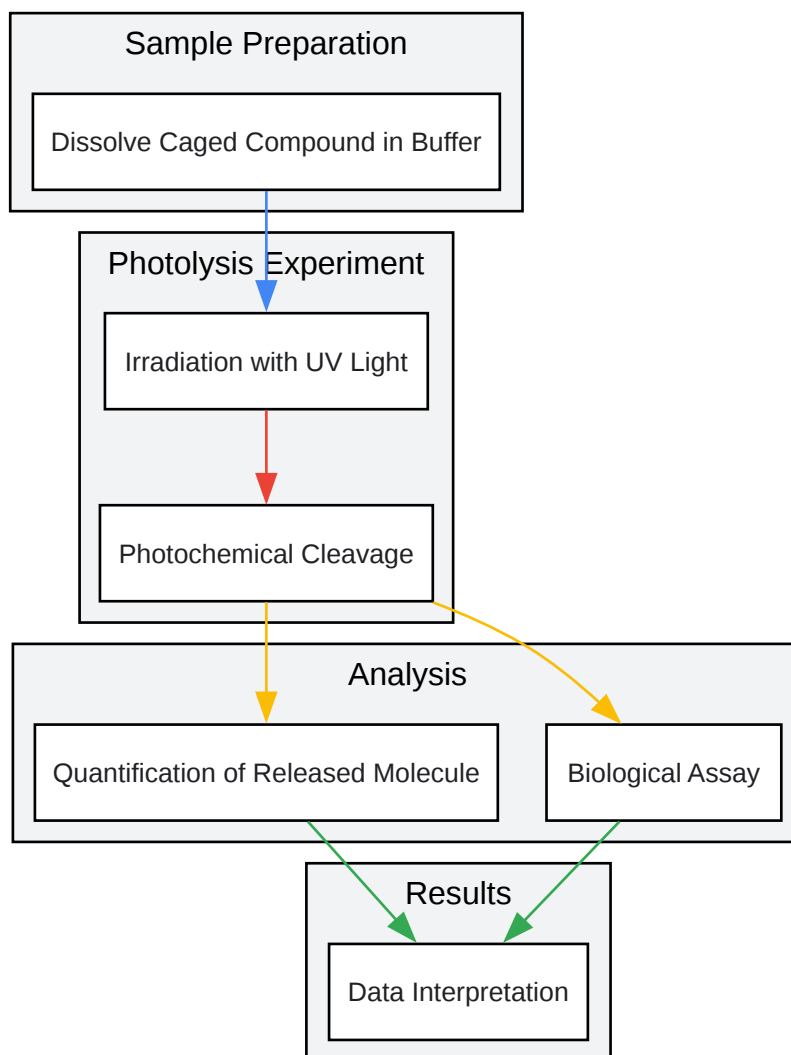 Sample Preparation
Dissolve Caged Compound in Buffer
Photolysis Experiment
Irradiation with UV Light
Photochemical Cleavage
Analysis
Quantification of Released Molecule
Biological Assay
Results
Data Interpretation